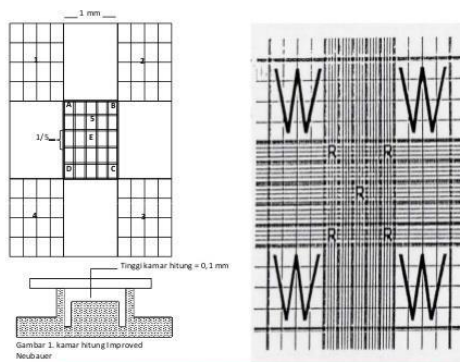 1 mm
1
2
A
B
S
E
1/5
D
C
4
3
Tinggi kamar hitung = 0,1 mm
Gambar 1. kamar hitung Improved
Neubauer
W
W
R
R
R
R
R
W
W